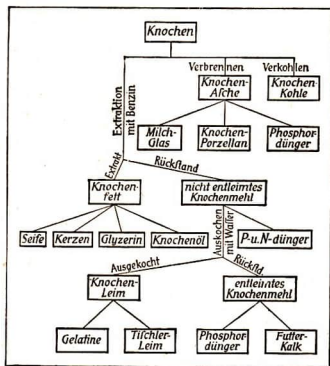 Knochen
Verbrennen
Verkohlen
Knochen-
Asche
Knochen-
Kohle
Extraktion
mit Benzin
Milch-
Glas
Knochen-
Porzellan
Phosphor-
dünger
Extrakt
Rückstand
Knochen-
fett
nicht entleimtes
Knochenmehl
Seife
Kerzen
Glyzerin
Knochenöl
Auskochen
mit Wasser
P-u.N-dünger
Ausgekocht
Rückstd.
Knochen-
Leim
entleimtes
Knochenmehl
Gelatine
Tischler-
Leim
Phosphor-
dünger
Futter-
Kalk